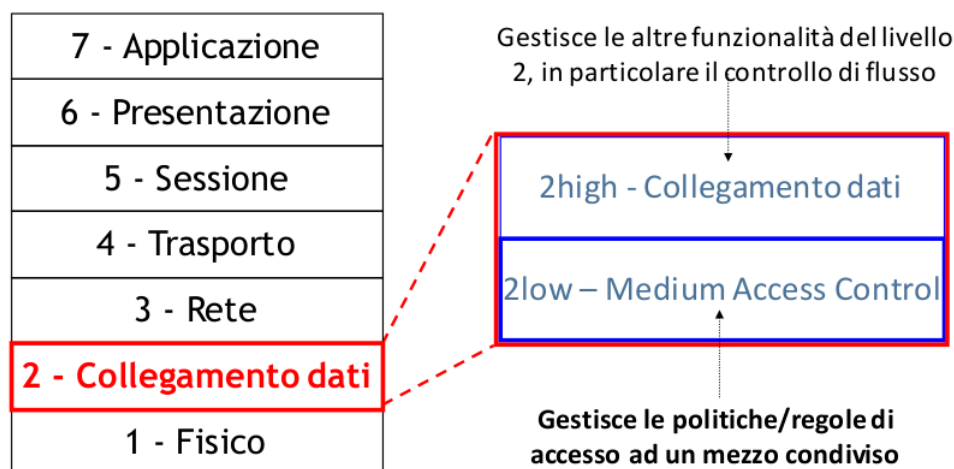 7 - Applicazione
6 - Presentazione
5 - Sessione
4 - Trasporto
3 - Rete
2 - Collegamento dati
1 - Fisico
Gestisce le altre funzionalità del livello
2, in particolare il controllo di flusso
2high - Collegamento dati
2low – Medium Access Control
Gestisce le politiche/regole di
accesso ad un mezzo condiviso